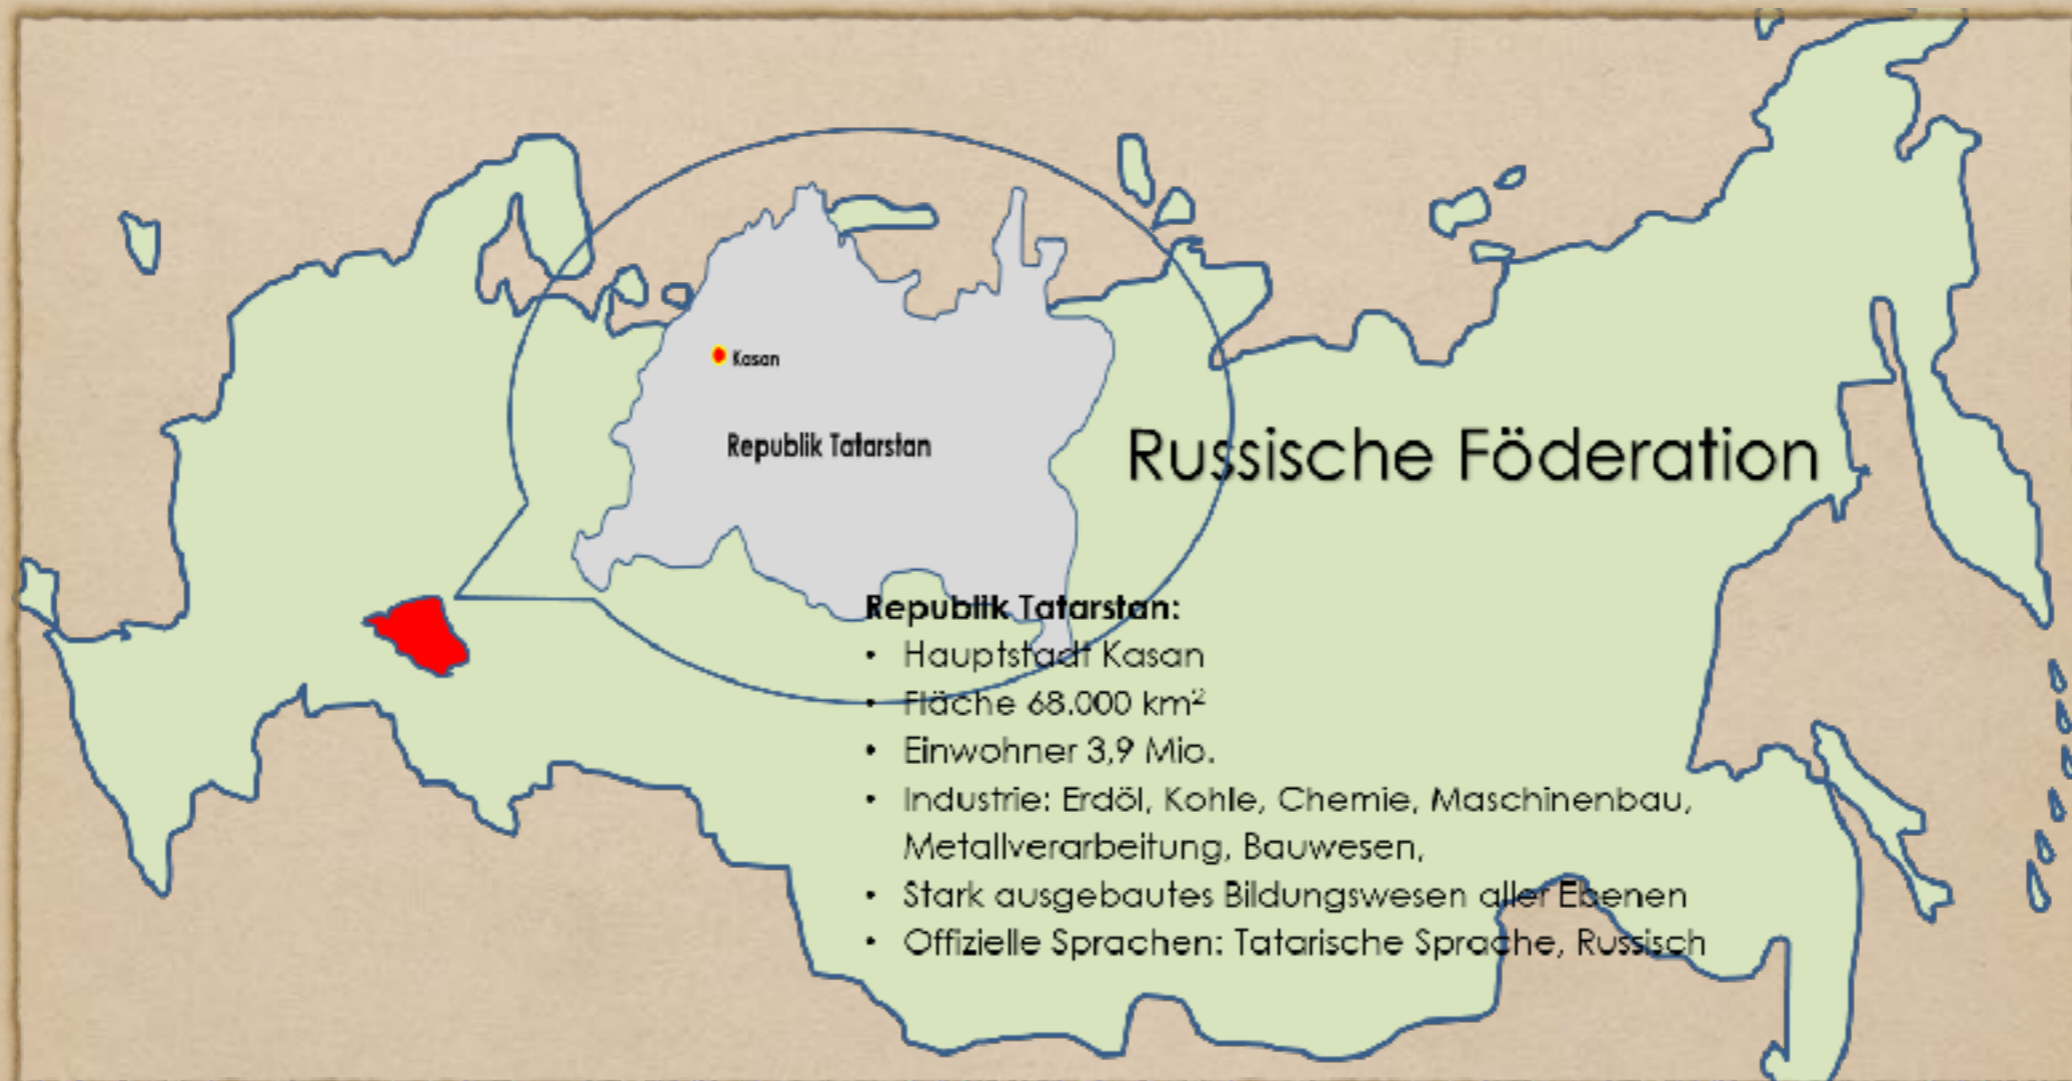 Kasan
Republik Tatarstan
Russische Föderation
Republik Tatarstan:
• Hauptstadt Kasan
• Fläche 68.000 km²
• Einwohner 3,9 Mio.
• Industrie: Erdöl, Kohle, Chemie, Maschinenbau,
Metallverarbeitung, Bauwesen,
• Stark ausgebautes Bildungswesen aller Ebenen
• Offizielle Sprachen: Tatarische Sprache, Russisch